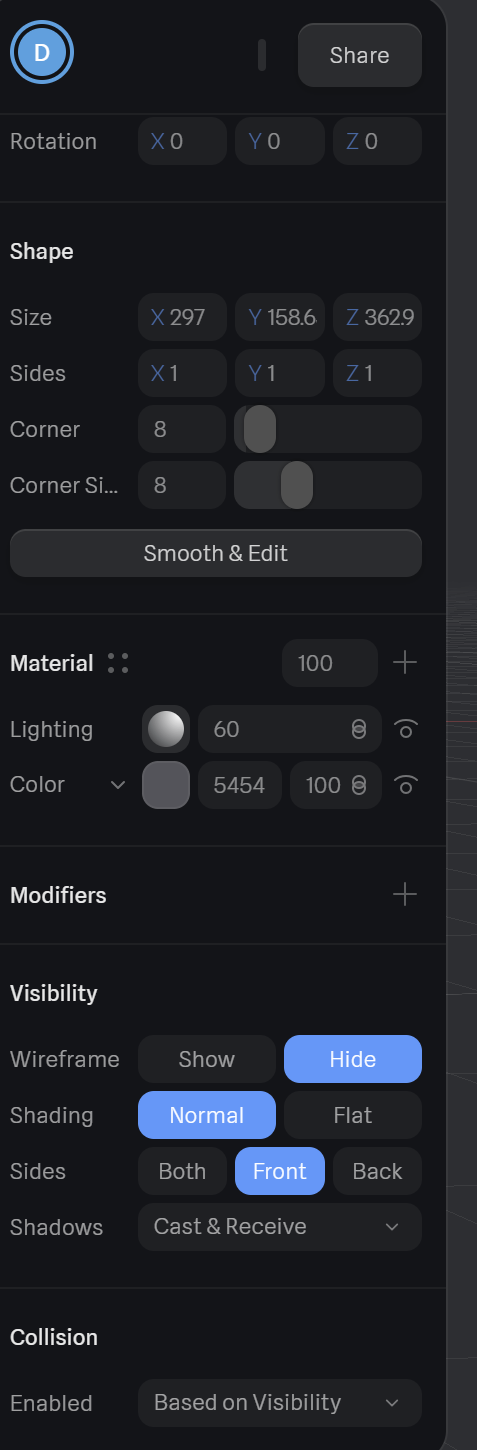 D
Share
Rotation X 0 Y 0 Z 0
Shape
Size X 297 Y 158.6 Z 362.9
Sides X 1 Y 1 Z 1
Corner 8
Corner Si... 8
Smooth & Edit
Material 100
Lighting 60
Color 5454 100
Modifiers
Visibility
Wireframe Show Hide
Shading Normal Flat
Sides Both Front Back
Shadows Cast & Receive
Collision
Enabled Based on Visibility